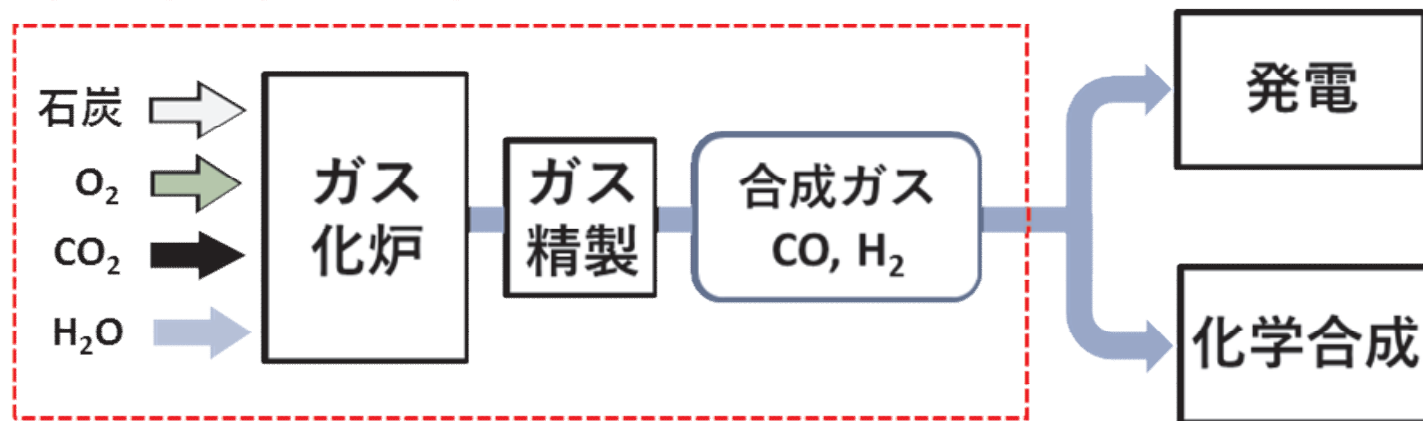 石炭
O₂
CO₂
H₂O
ガス
化炉
ガス
精製
合成ガス
CO, H₂
発電
化学合成